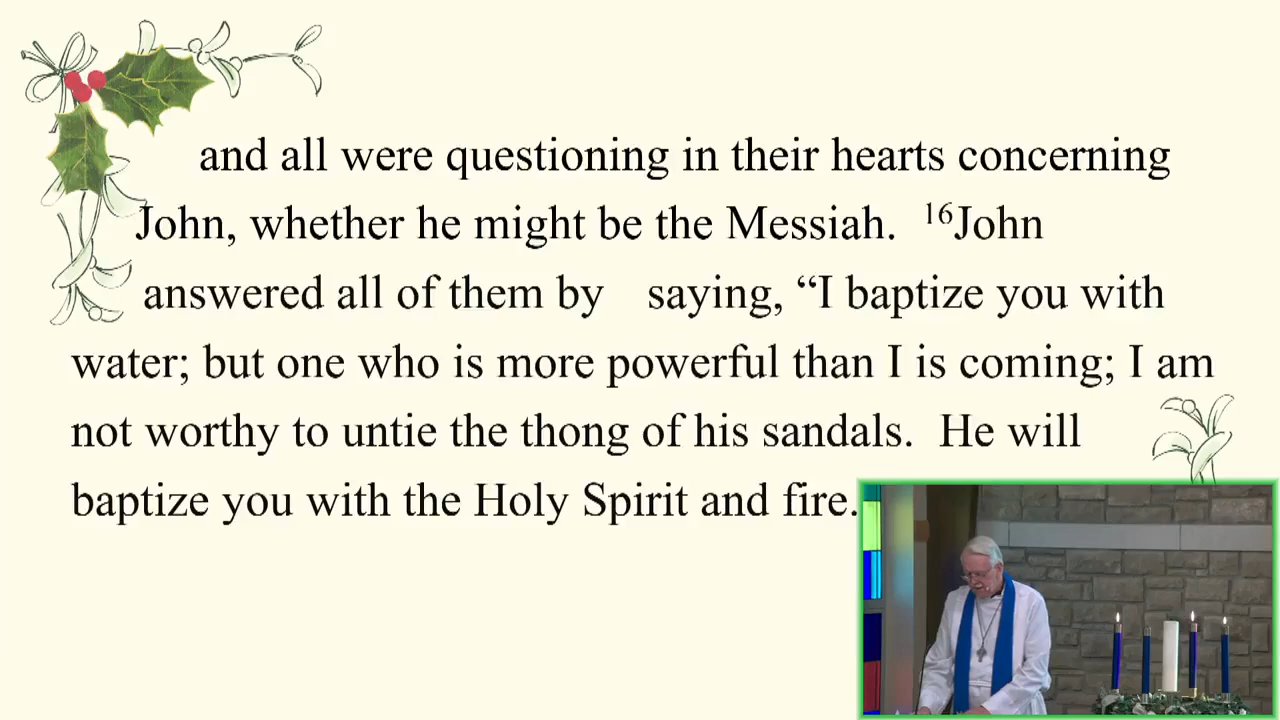 and all were questioning in their hearts concerning
John, whether he might be the Messiah. ¹⁶John
answered all of them by saying, “I baptize you with
water; but one who is more powerful than I is coming; I am
not worthy to untie the thong of his sandals. He will
baptize you with the Holy Spirit and fire.